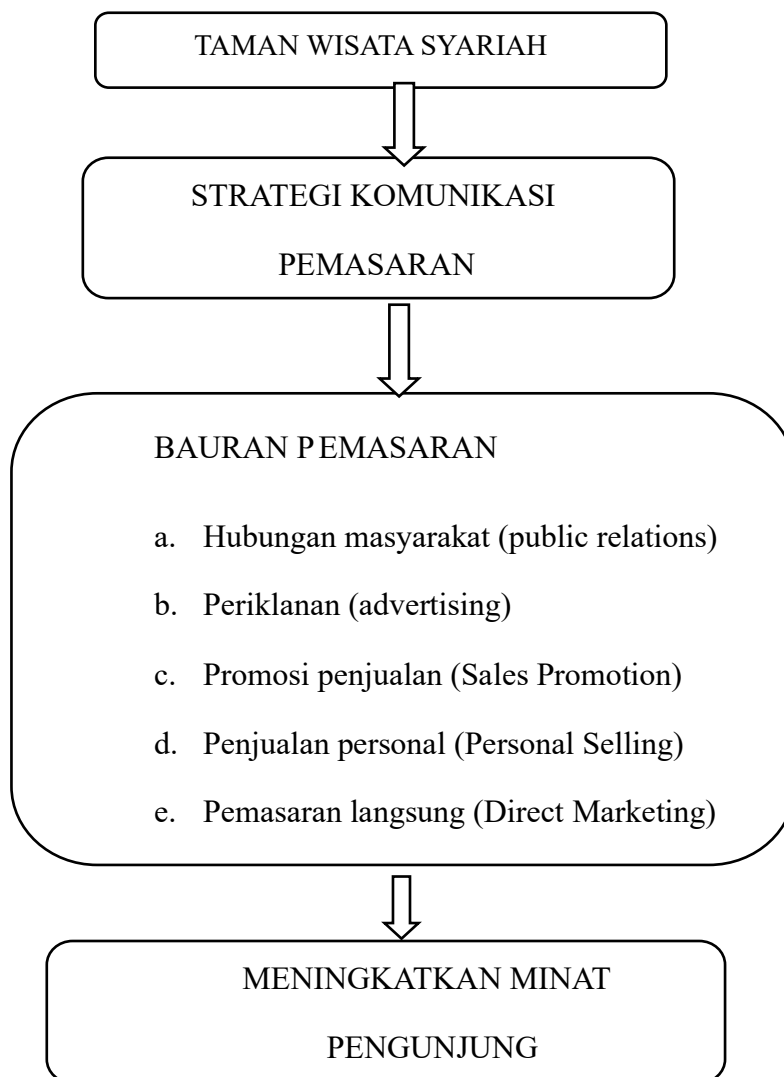 TAMAN WISATA SYARIAH
STRATEGI KOMUNIKASI
PEMASARAN
BAURAN PEMASARAN
a. Hubungan masyarakat (public relations)
b. Periklanan (advertising)
c. Promosi penjualan (Sales Promotion)
d. Penjualan personal (Personal Selling)
e. Pemasaran langsung (Direct Marketing)
MENINGKATKAN MINAT
PENGUNJUNG